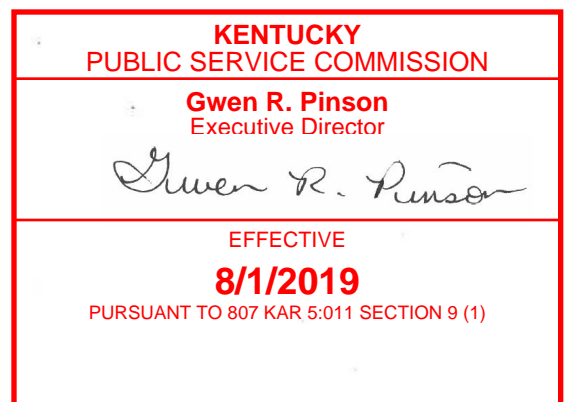 KENTUCKY
PUBLIC SERVICE COMMISSION
Gwen R. Pinson
Executive Director
Gwen R. Pinson
EFFECTIVE
8/1/2019
PURSUANT TO 807 KAR 5:011 SECTION 9 (1)